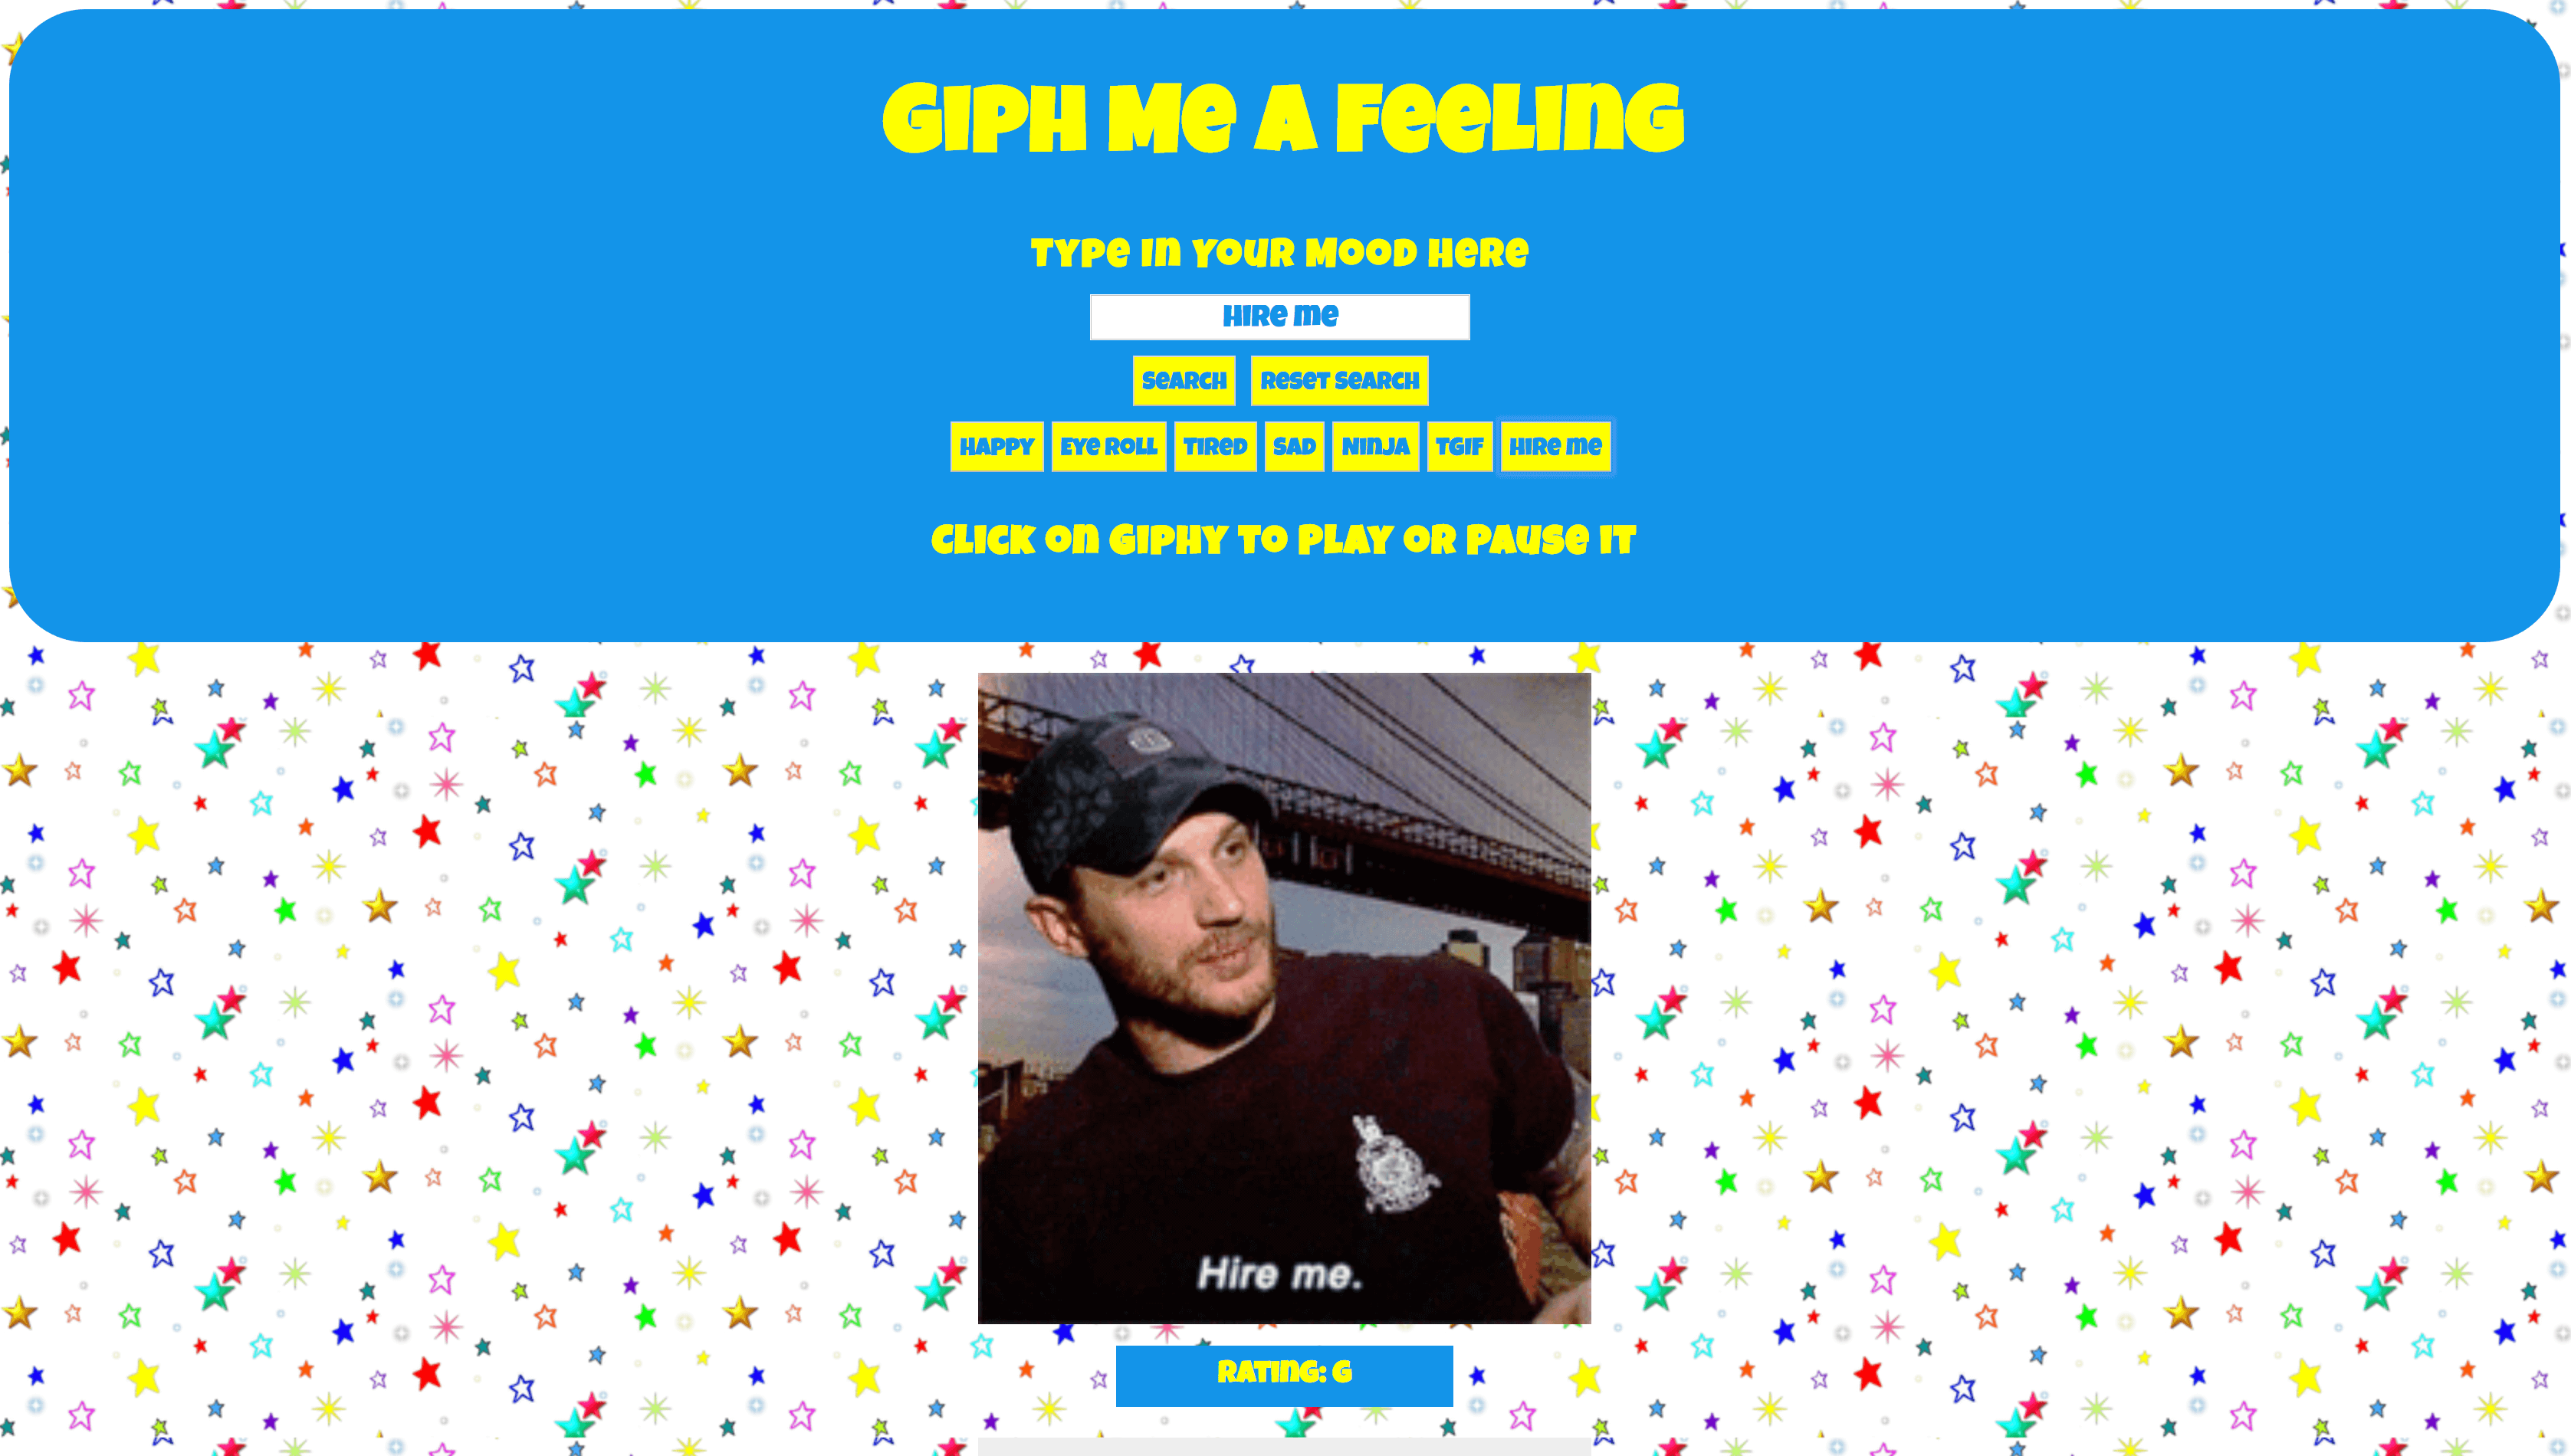 GIPH Me A Feeling
Type in your mood here
Hire me
Search Reset Search
Happy Eye Roll Tired Sad Ninja TGIF Hire me
Click on Giphy to play or pause it
Hire me.
Rating: G